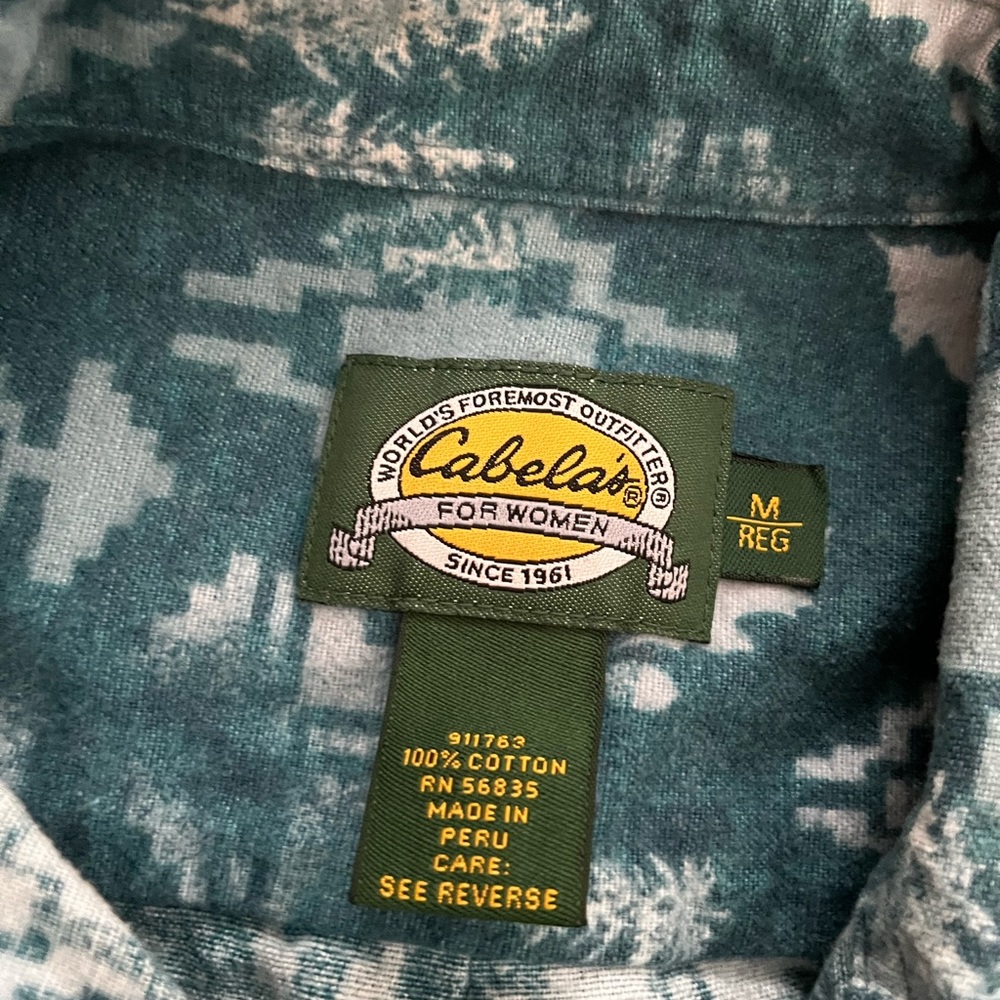 WORLD'S FOREMOST OUTFITTER®
Cabela's®
FOR WOMEN
SINCE 1961
M
REG
911763
100% COTTON
RN 56835
MADE IN
PERU
CARE:
SEE REVERSE